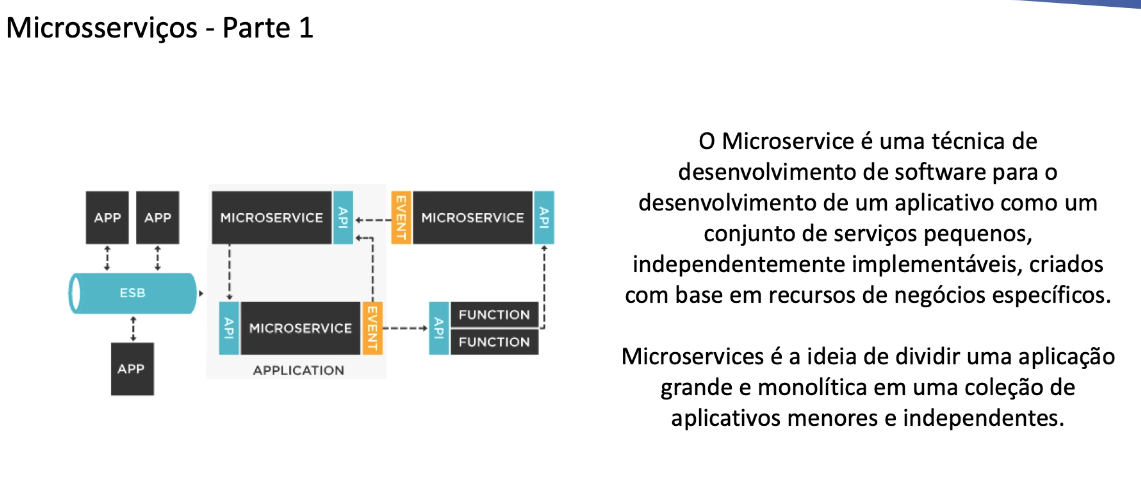 Microsserviços - Parte 1
APP
APP
ESB
APP
MICROSERVICE
API
API
MICROSERVICE
EVENT
APPLICATION
EVENT
MICROSERVICE
API
API
FUNCTION
FUNCTION
O Microservice é uma técnica de
desenvolvimento de software para o
desenvolvimento de um aplicativo como um
conjunto de serviços pequenos,
independentemente implementáveis, criados
com base em recursos de negócios específicos.
Microservices é a ideia de dividir uma aplicação
grande e monolítica em uma coleção de
aplicativos menores e independentes.